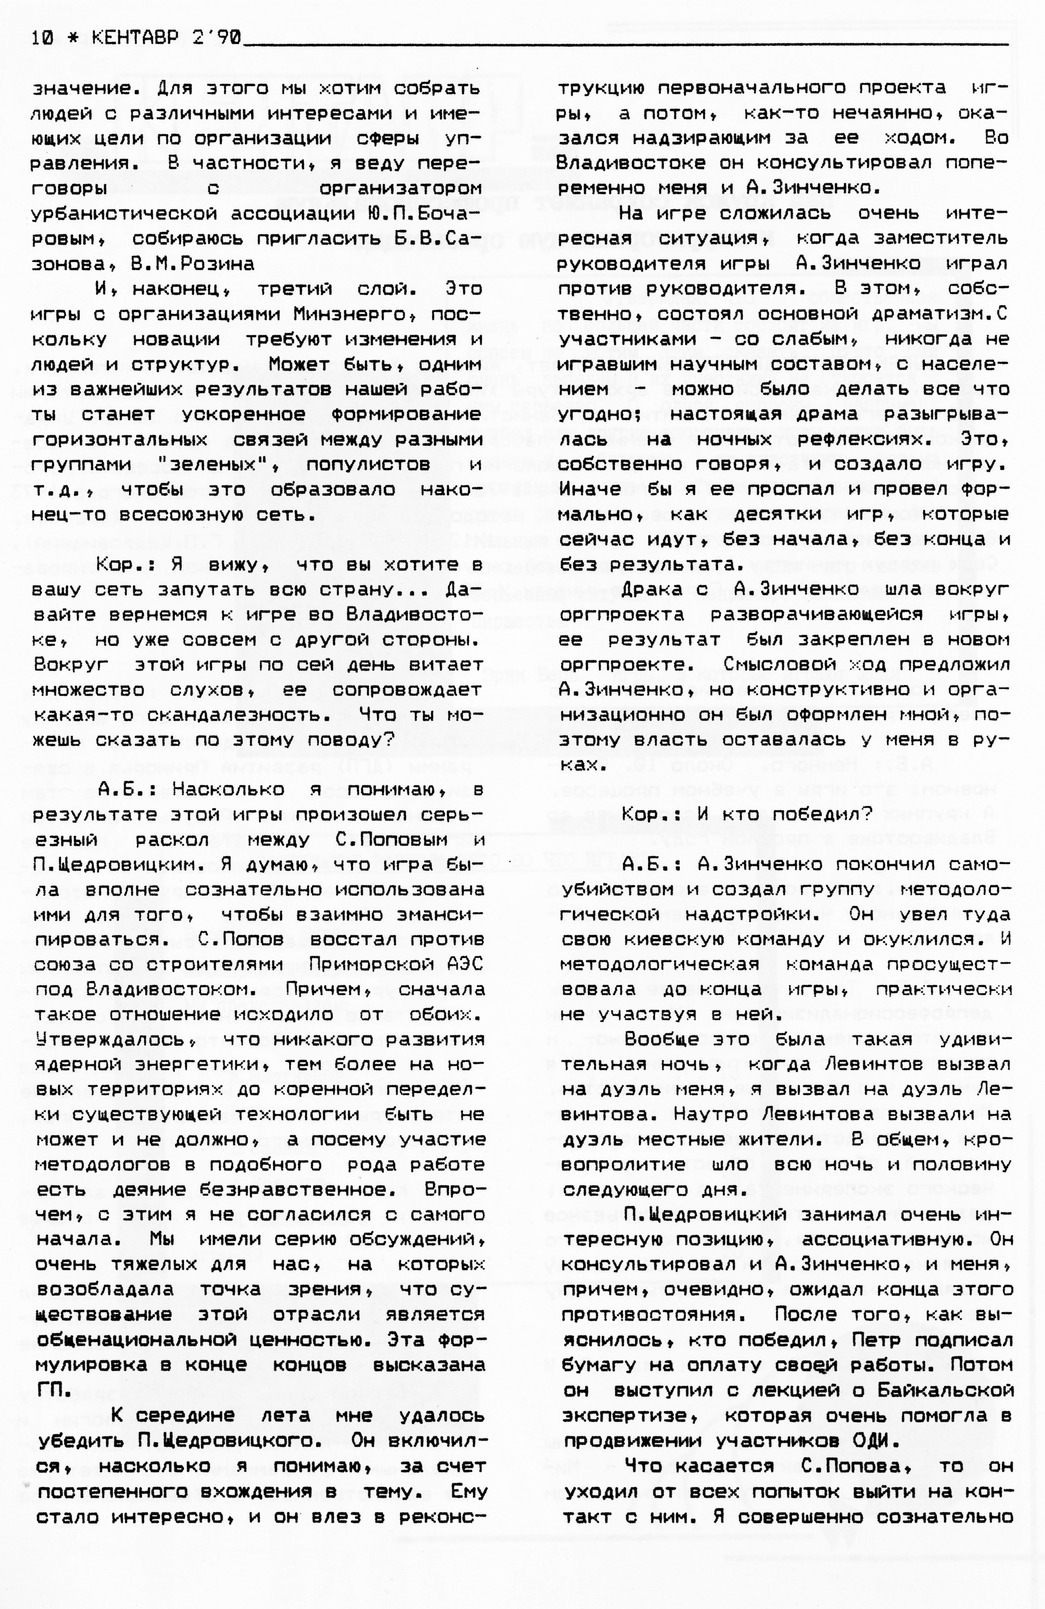 10 * КЕНТАВР 2'90
значение. Для этого мы хотим собрать
людей с различными интересами и име-
ющих цели по организации сферы уп-
равления. В частности, я веду пере-
говоры с организатором
урбанистической ассоциации Ю.П.Боча-
ровым, собираюсь пригласить Б.В.Са-
зонова, В.М.Розина
И, наконец, третий слой. Это
игры с организациями Минэнерго, пос-
кольку новации требуют изменения и
людей и структур. Может быть, одним
из важнейших результатов нашей рабо-
ты станет ускоренное формирование
горизонтальных связей между разными
группами "зеленых", популистов и
т.д., чтобы это образовало нако-
нец-то всесоюзную сеть.
Кор.: Я вижу, что вы хотите в
вашу сеть запутать всю страну... Да-
вайте вернемся к игре во Владивосто-
ке, но уже совсем с другой стороны.
Вокруг этой игры по сей день витает
множество слухов, ее сопровождает
какая-то скандалезность. Что ты мо-
жешь сказать по этому поводу?
А.Б.: Насколько я понимаю, в
результате этой игры произошел серь-
езный раскол между С.Поповым и
П.Щедровицким. Я думаю, что игра бы-
ла вполне сознательно использована
ими для того, чтобы взаимно эманси-
пироваться. С.Попов восстал против
союза со строителями Приморской АЭС
под Владивостоком. Причем, сначала
такое отношение исходило от обоих.
Утверждалось, что никакого развития
ядерной энергетики, тем более на но-
вых территориях до коренной передел-
ки существующей технологии быть не
может и не должно, а посему участие
методологов в подобного рода работе
есть деяние безнравственное. Впро-
чем, с этим я не согласился с самого
начала. Мы имели серию обсуждений,
очень тяжелых для нас, на которых
возобладала точка зрения, что су-
ществование этой отрасли является
общенациональной ценностью. Эта фор-
мулировка в конце концов высказана
ГП.
К середине лета мне удалось
убедить П.Щедровицкого. Он включил-
ся, насколько я понимаю, за счет
постепенного вхождения в тему. Ему
стало интересно, и он влез в реконс-
трукцию первоначального проекта иг-
ры, а потом, как-то нечаянно, ока-
зался надзирающим за ее ходом. Во
Владивостоке он консультировал попе-
ременно меня и А.Зинченко.
На игре сложилась очень инте-
ресная ситуация, когда заместитель
руководителя игры А.Зинченко играл
против руководителя. В этом, собс-
твенно, состоял основной драматизм.С
участниками - со слабым, никогда не
игравшим научным составом, с населе-
нием - можно было делать все что
угодно; настоящая драма разыгрыва-
лась на ночных рефлексиях. Это,
собственно говоря, и создало игру.
Иначе бы я ее проспал и провел фор-
мально, как десятки игр, которые
сейчас идут, без начала, без конца и
без результата.
Драка с А.Зинченко шла вокруг
оргпроекта разворачивающейся игры,
ее результат был закреплен в новом
оргпроекте. Смысловой ход предложил
А.Зинченко, но конструктивно и орга-
низационно он был оформлен мной, по-
этому власть оставалась у меня в ру-
ках.
Кор.: И кто победил?
А.Б.: А.Зинченко покончил само-
убийством и создал группу методоло-
гической надстройки. Он увел туда
свою киевскую команду и окуклился. И
методологическая команда просущест-
вовала до конца игры, практически
не участвуя в ней.
Вообще это была такая удиви-
тельная ночь, когда Левинтов вызвал
на дуэль меня, я вызвал на дуэль Ле-
винтова. Наутро Левинтова вызвали на
дуэль местные жители. В общем, кро-
вопролитие шло всю ночь и половину
следующего дня.
П.Щедровицкий занимал очень ин-
тересную позицию, ассоциативную. Он
консультировал и А.Зинченко, и меня,
причем, очевидно, ожидал конца этого
противостояния. После того, как вы-
яснилось, кто победил, Петр подписал
бумагу на оплату своей работы. Потом
он выступил с лекцией о Байкальской
экспертизе, которая очень помогла в
продвижении участников ОДИ.
Что касается С.Попова, то он
уходил от всех попыток выйти на кон-
такт с ним. Я совершенно сознательно